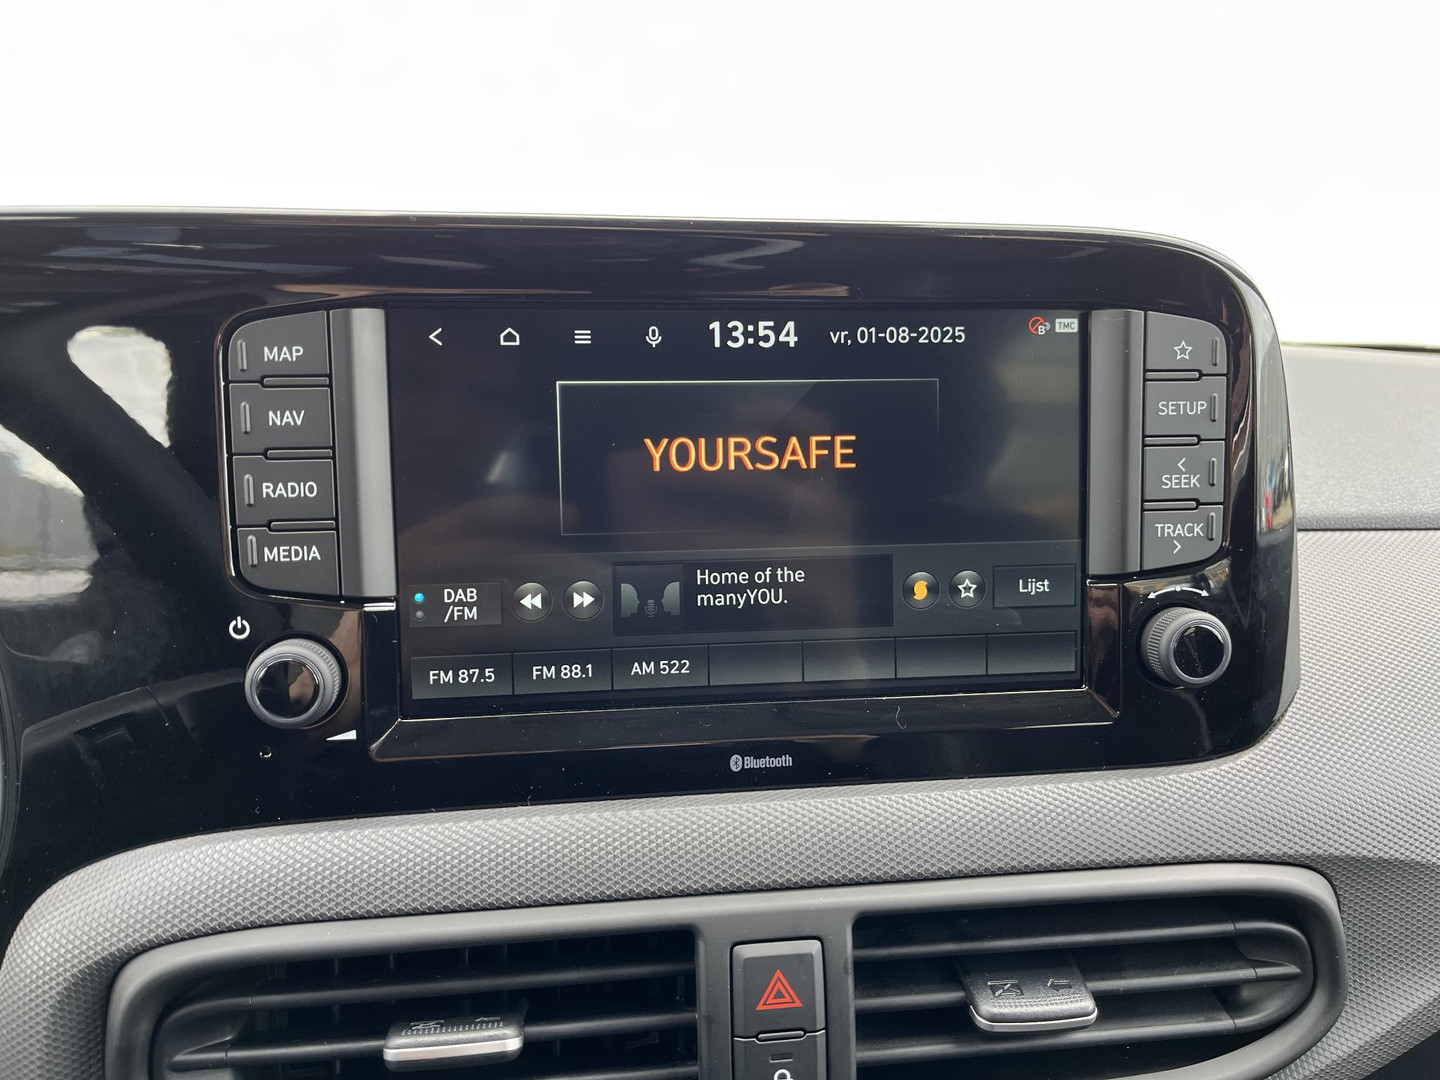 MAP
NAV
RADIO
MEDIA
13:54 vr, 01-08-2025
B
TMC
YOURSAFE
DAB
/FM
Home of the
manyYOU.
Lijst
FM 87.5 FM 88.1 AM 522
SETUP
SEEK
TRACK
Bluetooth